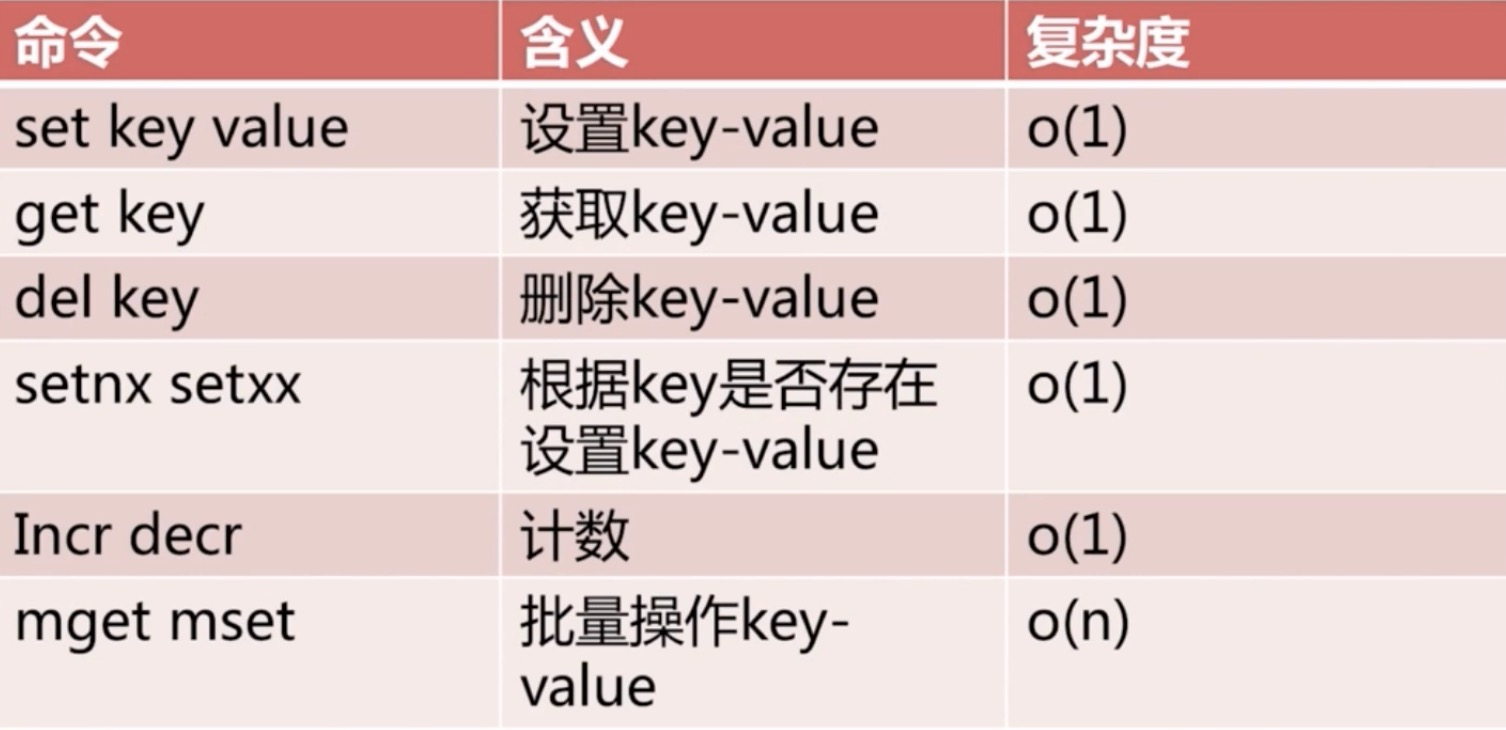 命令 含义 复杂度
set key value 设置key-value o(1)
get key 获取key-value o(1)
del key 删除key-value o(1)
setnx setxx 根据key是否存在 o(1)
设置key-value
Incr decr 计数 o(1)
mget mset 批量操作key- o(n)
value